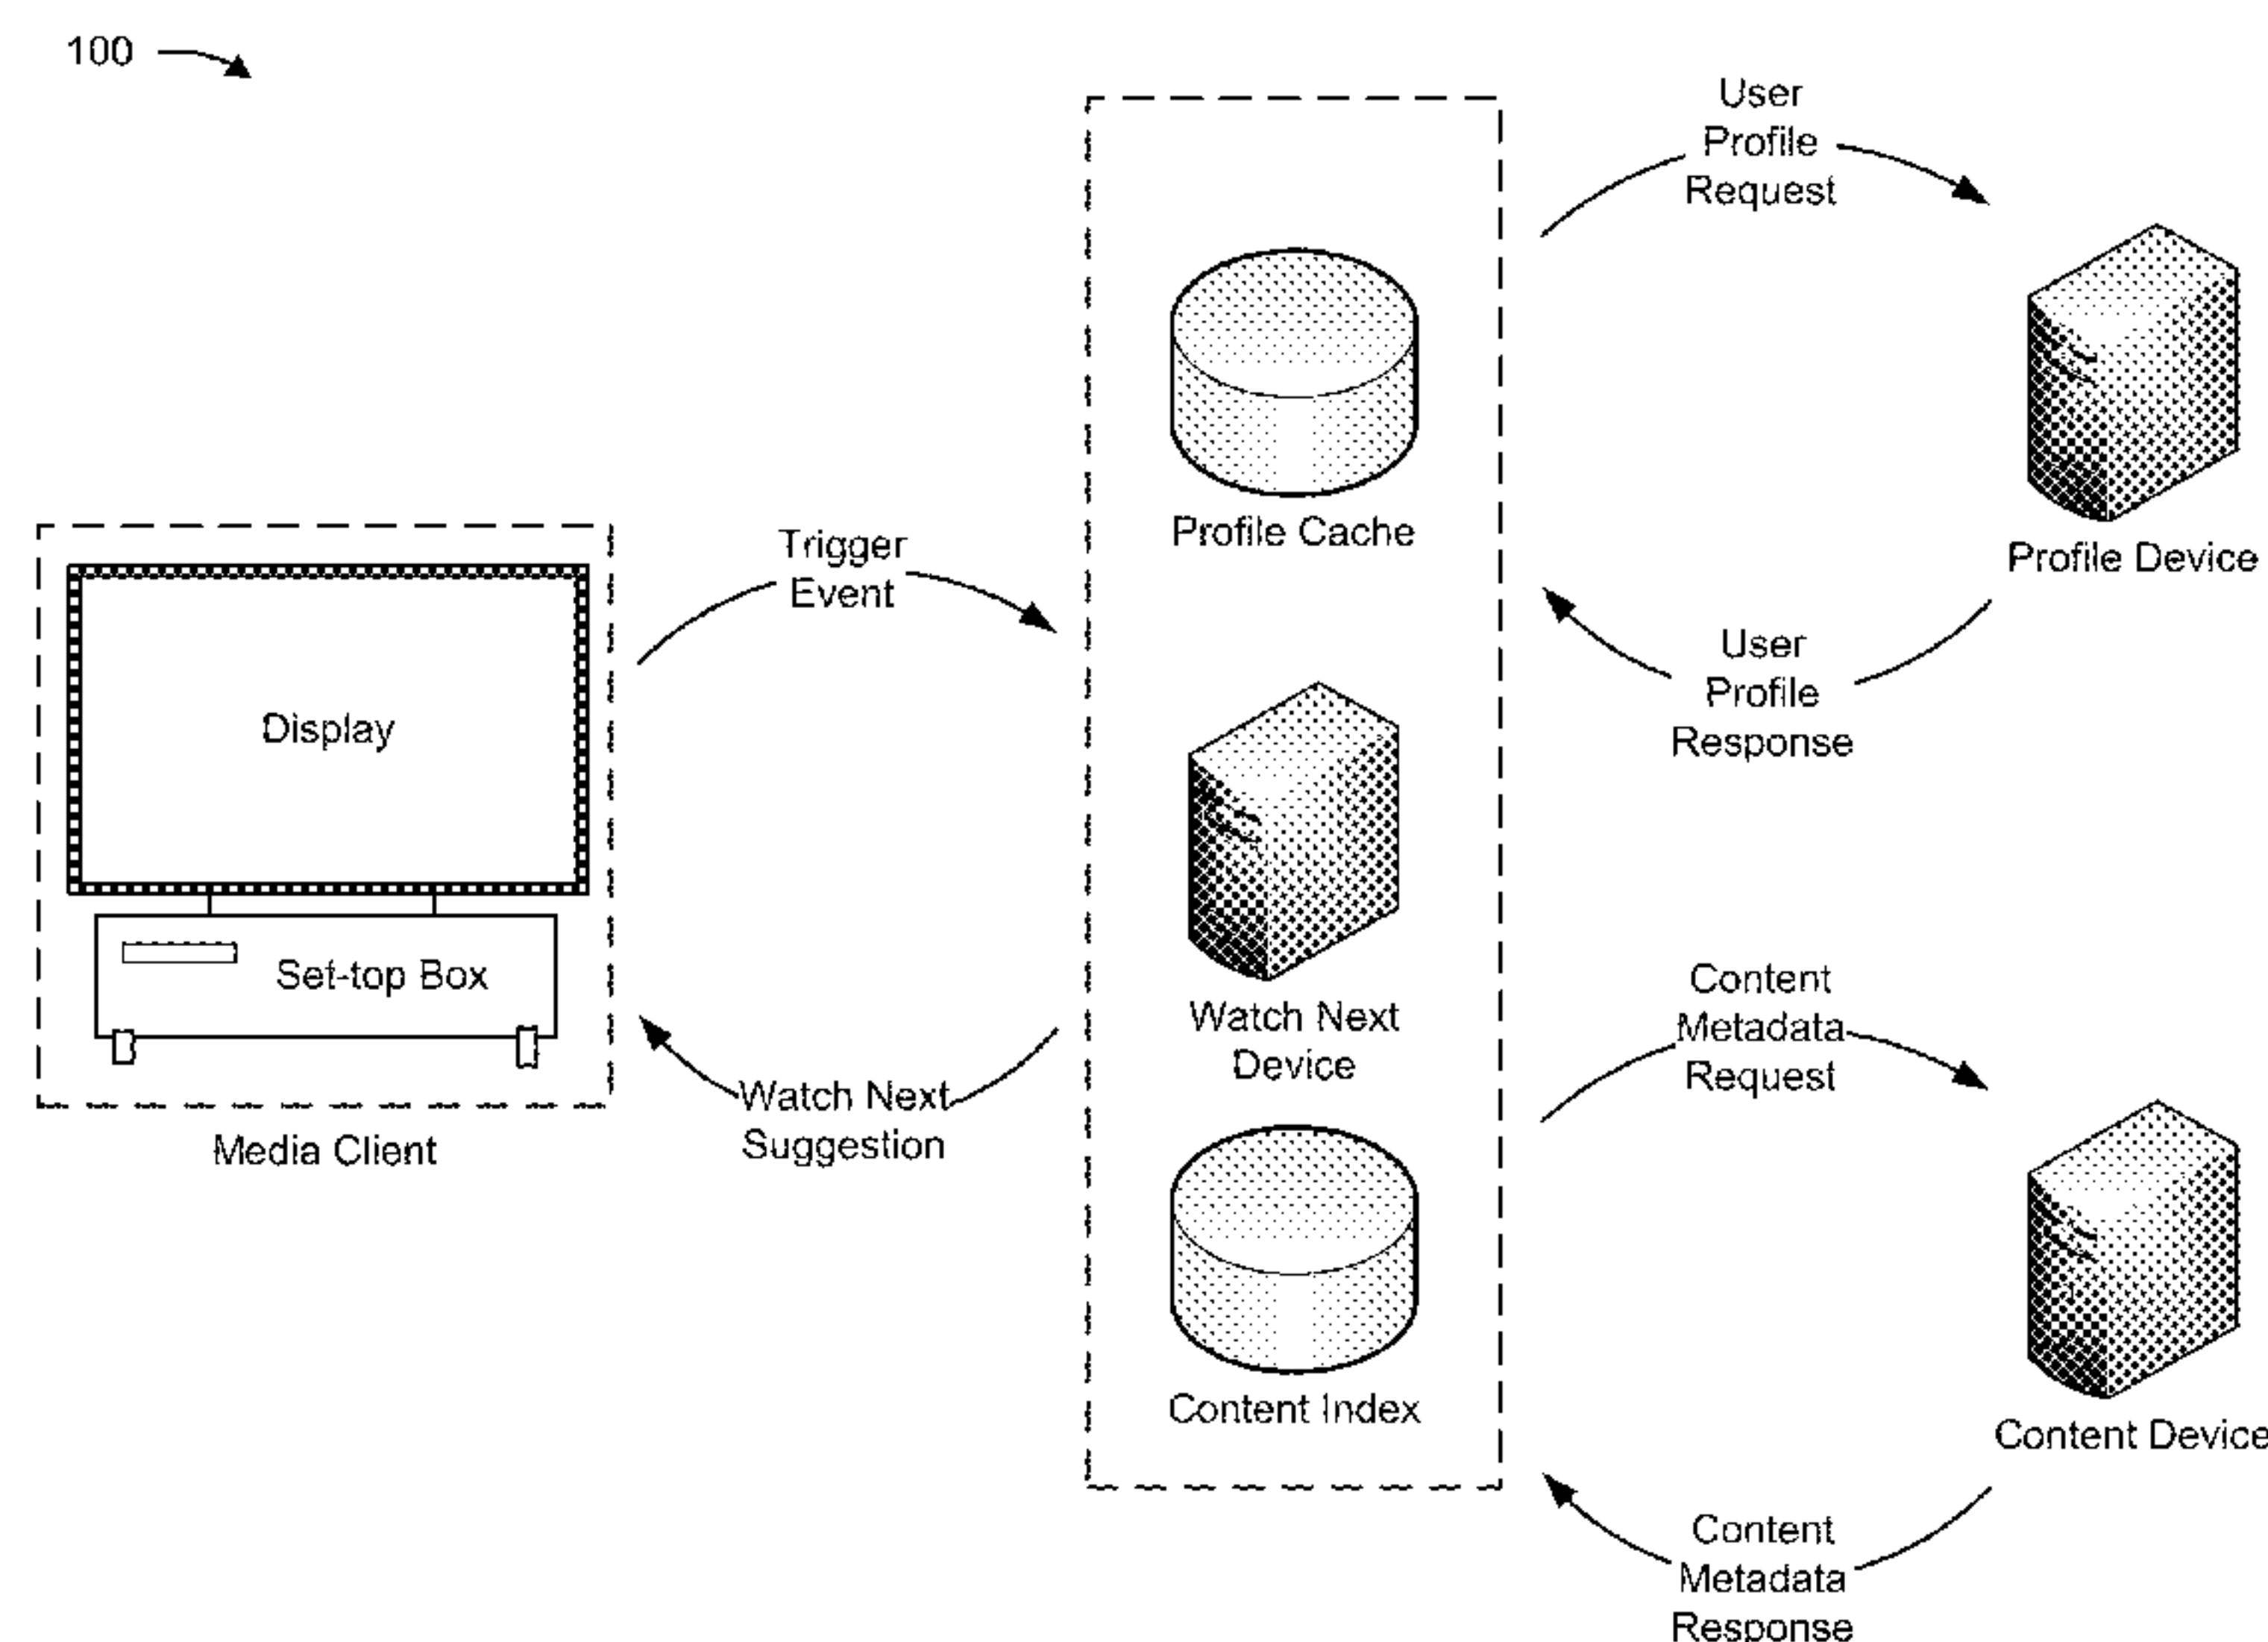 100
User
Profile
Request
Profile Cache
Profile Device
Trigger
Event
User
Profile
Response
Display
Set-top Box
Media Client
Watch Next
Device
Watch Next
Suggestion
Content
Metadata
Request
Content Index
Content Device
Content
Metadata
Response